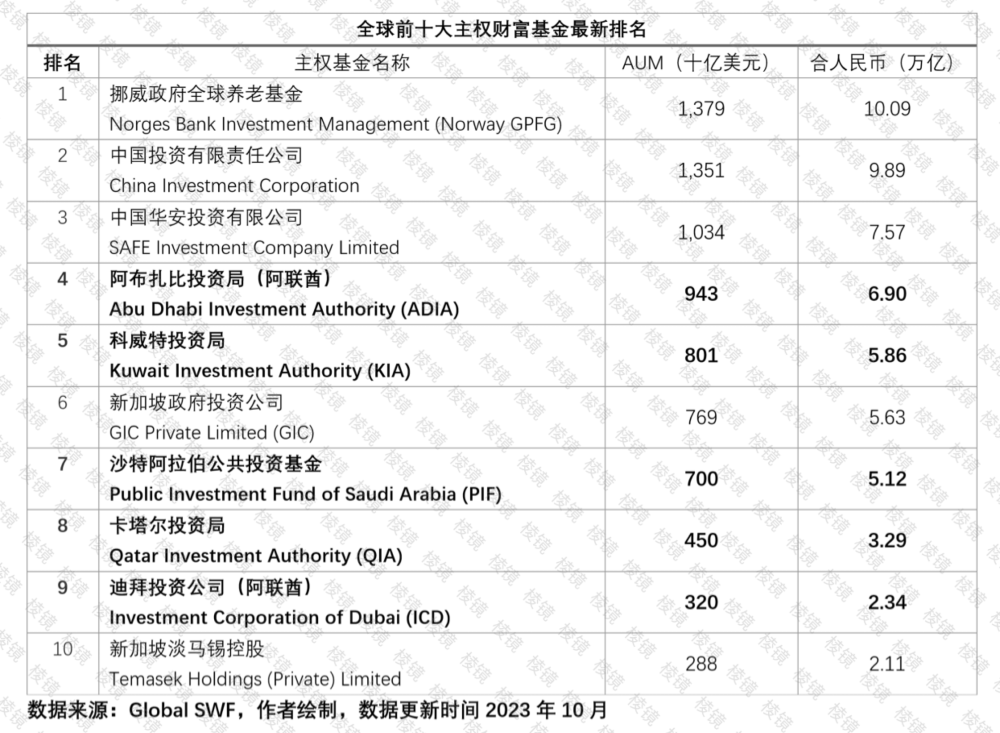 全球前十大主权财富基金最新排名
排名 主权基金名称 AUM（十亿美元） 合人民币（万亿）
1 挪威政府全球养老基金
Norges Bank Investment Management (Norway GPFG) 1,379 10.09
2 中国投资有限责任公司
China Investment Corporation 1,351 9.89
3 中国华安投资有限公司
SAFE Investment Company Limited 1,034 7.57
4 阿布扎比投资局（阿联酋）
Abu Dhabi Investment Authority (ADIA) 943 6.90
5 科威特投资局
Kuwait Investment Authority (KIA) 801 5.86
6 新加坡政府投资公司
GIC Private Limited (GIC) 769 5.63
7 沙特阿拉伯公共投资基金
Public Investment Fund of Saudi Arabia (PIF) 700 5.12
8 卡塔尔投资局
Qatar Investment Authority (QIA) 450 3.29
9 迪拜投资公司（阿联酋）
Investment Corporation of Dubai (ICD) 320 2.34
10 新加坡淡马锡控股
Temasek Holdings (Private) Limited 288 2.11
数据来源：Global SWF，作者绘制，数据更新时间 2023 年 10 月
棱镜